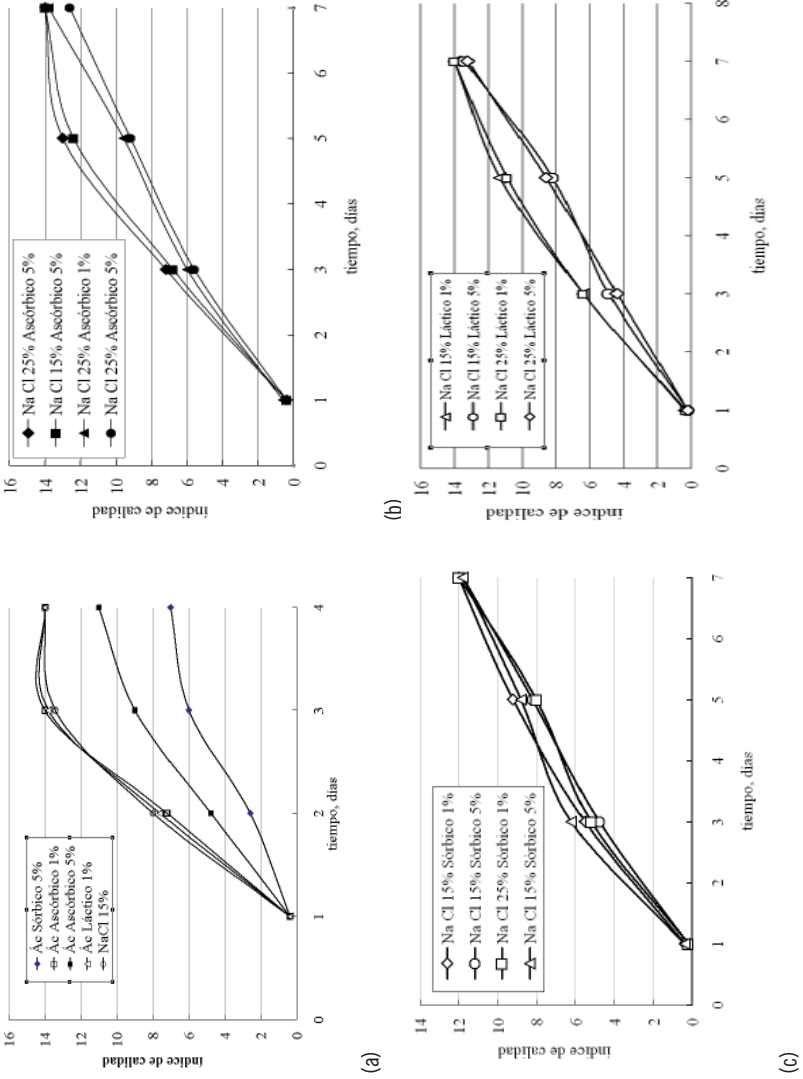 índice de calidad
16
14
12
10
8
6
4
2
0
Ác Sórbico 5%
Ác Ascórbico 1%
Ác Ascórbico 5%
Ác Láctico 1%
NaCl 15%
0
1
2
3
4
tiempo, días
(a)
índice de calidad
16
14
12
10
8
6
4
2
0
Na Cl 25% Ascórbico 5%
Na Cl 15% Ascórbico 5%
Na Cl 25% Ascórbico 1%
Na Cl 25% Ascórbico 5%
0
1
2
3
4
5
6
7
tiempo, días
(b)
índice de calidad
14
12
10
8
6
4
2
0
Na Cl 15% Sórbico 1%
Na Cl 15% Sórbico 5%
Na Cl 25% Sórbico 1%
Na Cl 15% Sórbico 5%
0
1
2
3
4
5
6
7
tiempo, días
(c)
índice de calidad
16
14
12
10
8
6
4
2
0
Na Cl 15% Láctico 1%
Na Cl 15% Láctico 5%
Na Cl 25% Láctico 1%
Na Cl 25% Láctico 5%
0
1
2
3
4
5
6
7
8
tiempo, días